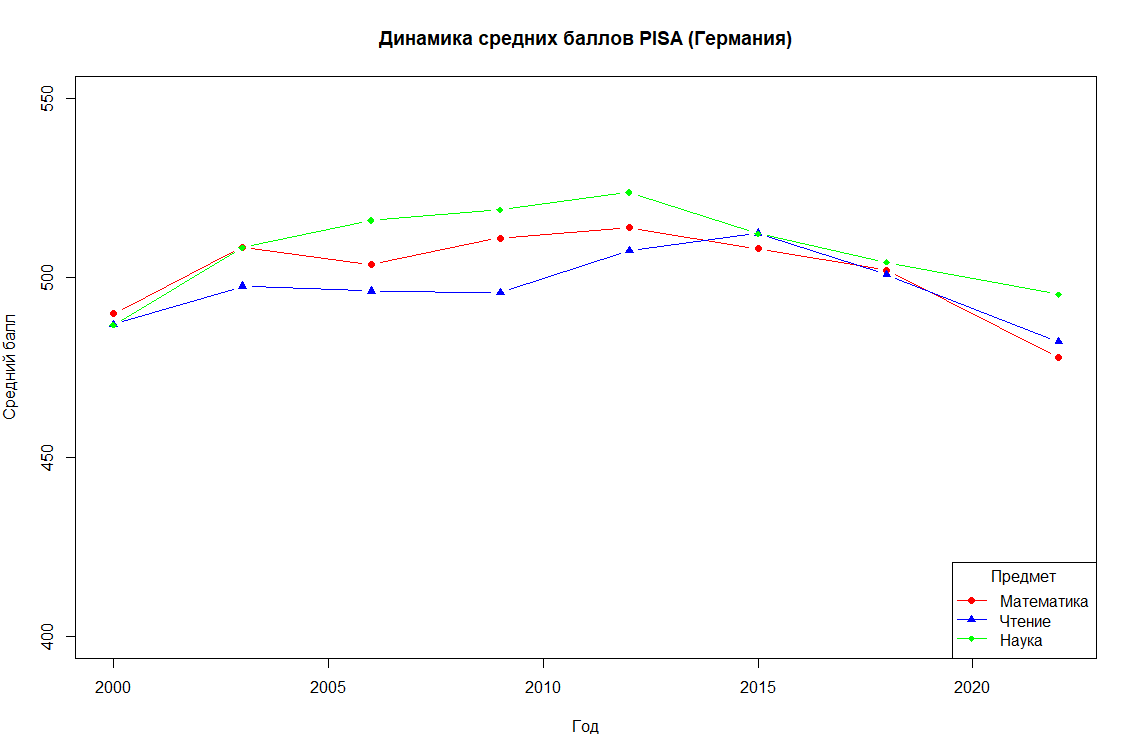 Динамика средних баллов PISA (Германия)
550
500
450
400
Средний балл
2000
2005
2010
2015
2020
Год
Предмет
Математика
Чтение
Наука